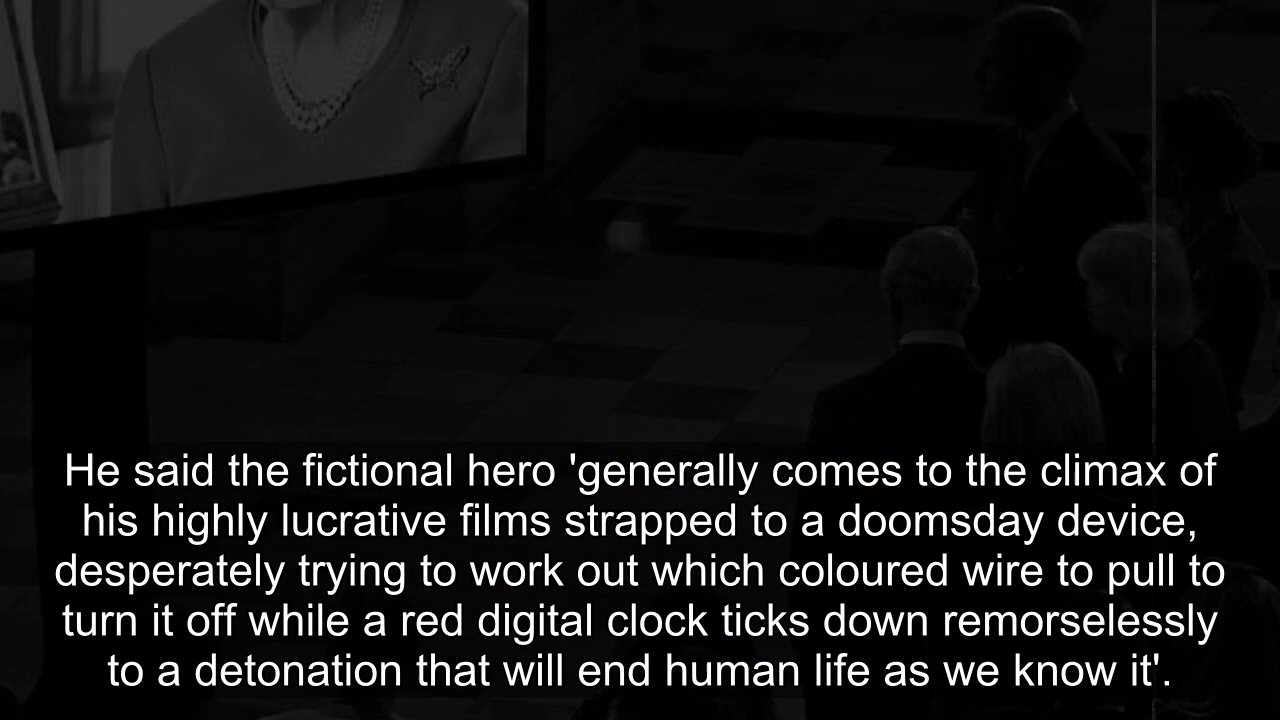 He said the fictional hero 'generally comes to the climax of
his highly lucrative films strapped to a doomsday device,
desperately trying to work out which coloured wire to pull to
turn it off while a red digital clock ticks down remorselessly
to a detonation that will end human life as we know it'.